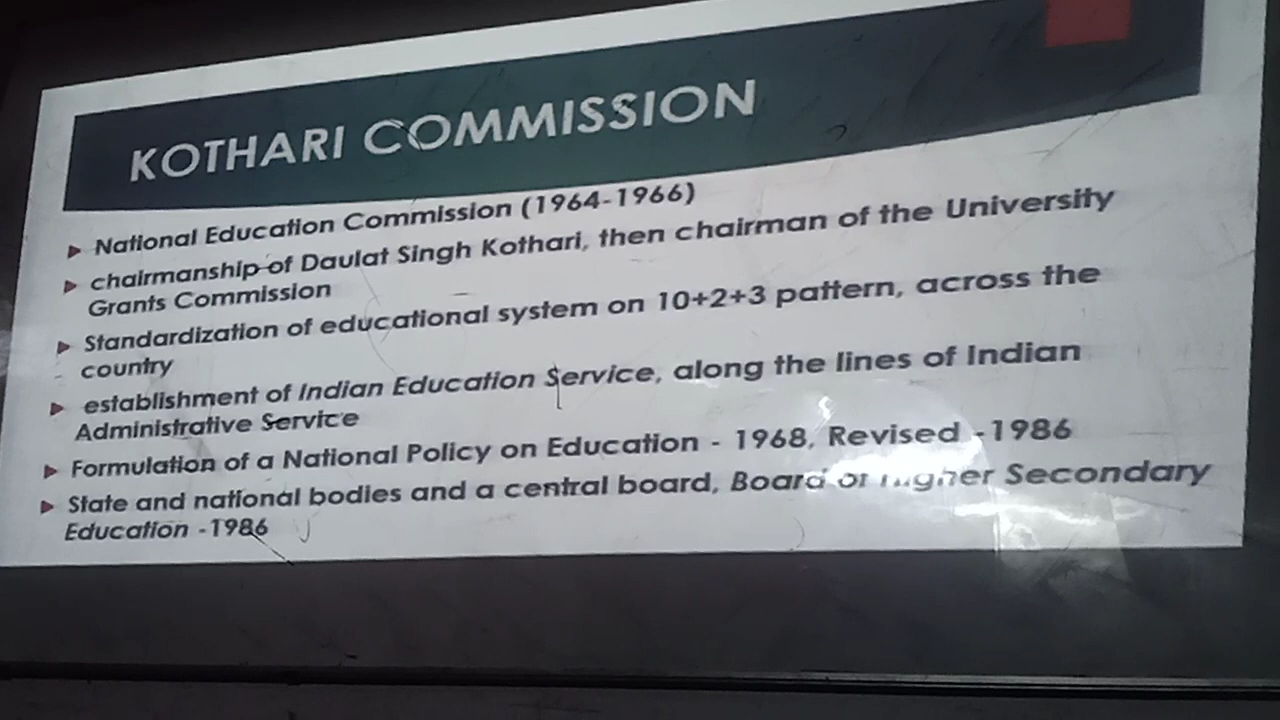 KOTHARI COMMISSION
National Education Commission (1964-1966)
chairmanship of Daulat Singh Kothari, then chairman of the University
Grants Commission
Standardization of educational system on 10+2+3 pattern, across the
country
establishment of Indian Education Service, along the lines of Indian
Administrative Service
Formulation of a National Policy on Education - 1968, Revised -1986
State and national bodies and a central board, Board of Higher Secondary
Education -1986